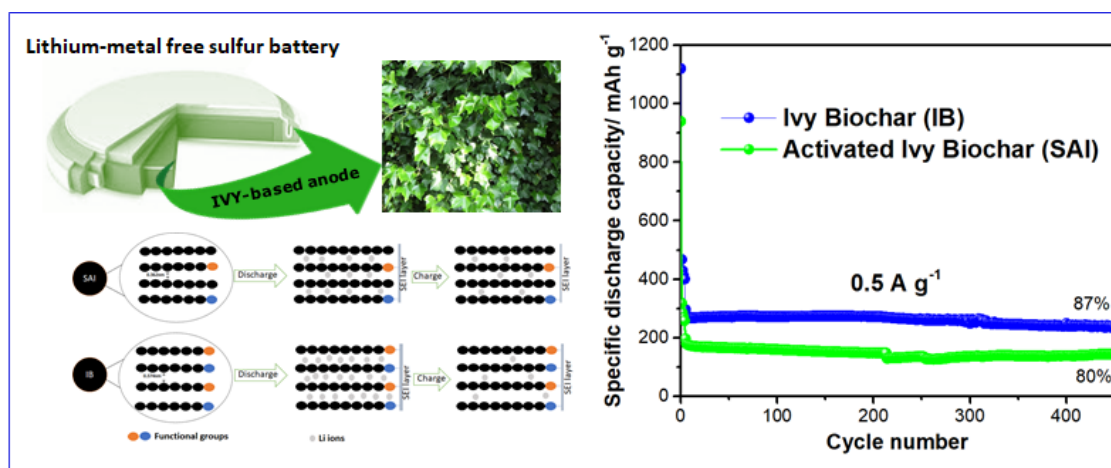 Lithium-metal free sulfur battery
IVY-based anode
SAI
Discharge
SEI layer
Charge
SEI layer
IB
Discharge
SEI layer
Charge
SEI layer
Functional groups
Li ions
Specific discharge capacity/ mAh g⁻¹
1200
1000
800
600
400
200
0
Ivy Biochar (IB)
Activated Ivy Biochar (SAI)
0.5 A g⁻¹
87%
80%
0
100
200
300
400
Cycle number